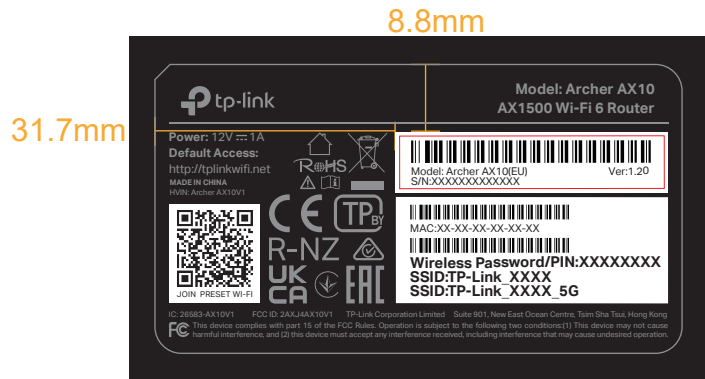 8.8mm
31.7mm
tp-link
Model: Archer AX10
AX1500 Wi-Fi 6 Router
Power: 12V ⎓ 1A
Default Access:
http://tplinkwifi.net
MADE IN CHINA
HVIN: Archer AX10V1
RoHS
Model: Archer AX10(EU) Ver:1.20
S/N:XXXXXXXXXXXXX
CE TP BY
R-NZ
UK CA EAC
JOIN PRESET WI-FI
MAC:XX-XX-XX-XX-XX-XX
Wireless Password/PIN:XXXXXXXX
SSID:TP-Link_XXXX
SSID:TP-Link_XXXX_5G
IC: 26583-AX10V1 FCC ID: 2AXJ4AX10V1 TP-Link Corporation Limited Suite 901, New East Ocean Centre, Tsim Sha Tsui, Hong Kong
FC This device complies with part 15 of the FCC Rules. Operation is subject to the following two conditions:(1) This device may not cause
harmful interference, and (2) this device must accept any interference received, including interference that may cause undesired operation.